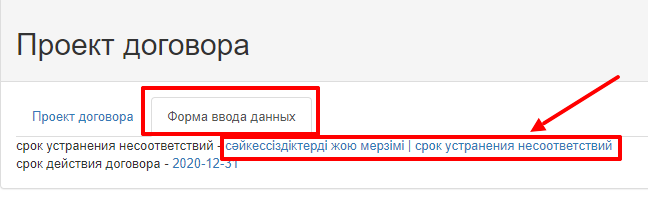 Проект договора
Проект договора Форма ввода данных
срок устранения несоответствий - сәйкессіздіктерді жою мерзімі | срок устранения несоответствий
срок действия договора - 2020-12-31